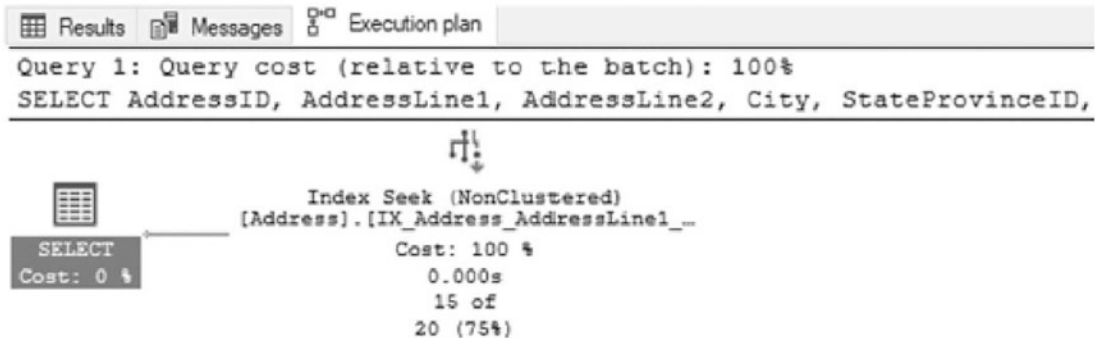 Results Messages Execution plan
Query 1: Query cost (relative to the batch): 100%
SELECT AddressID, AddressLine1, AddressLine2, City, StateProvinceID,
Index Seek (NonClustered)
[Address].[IX_Address_AddressLine1_…
Cost: 100 %
0.000s
15 of
20 (75%)
SELECT
Cost: 0 %